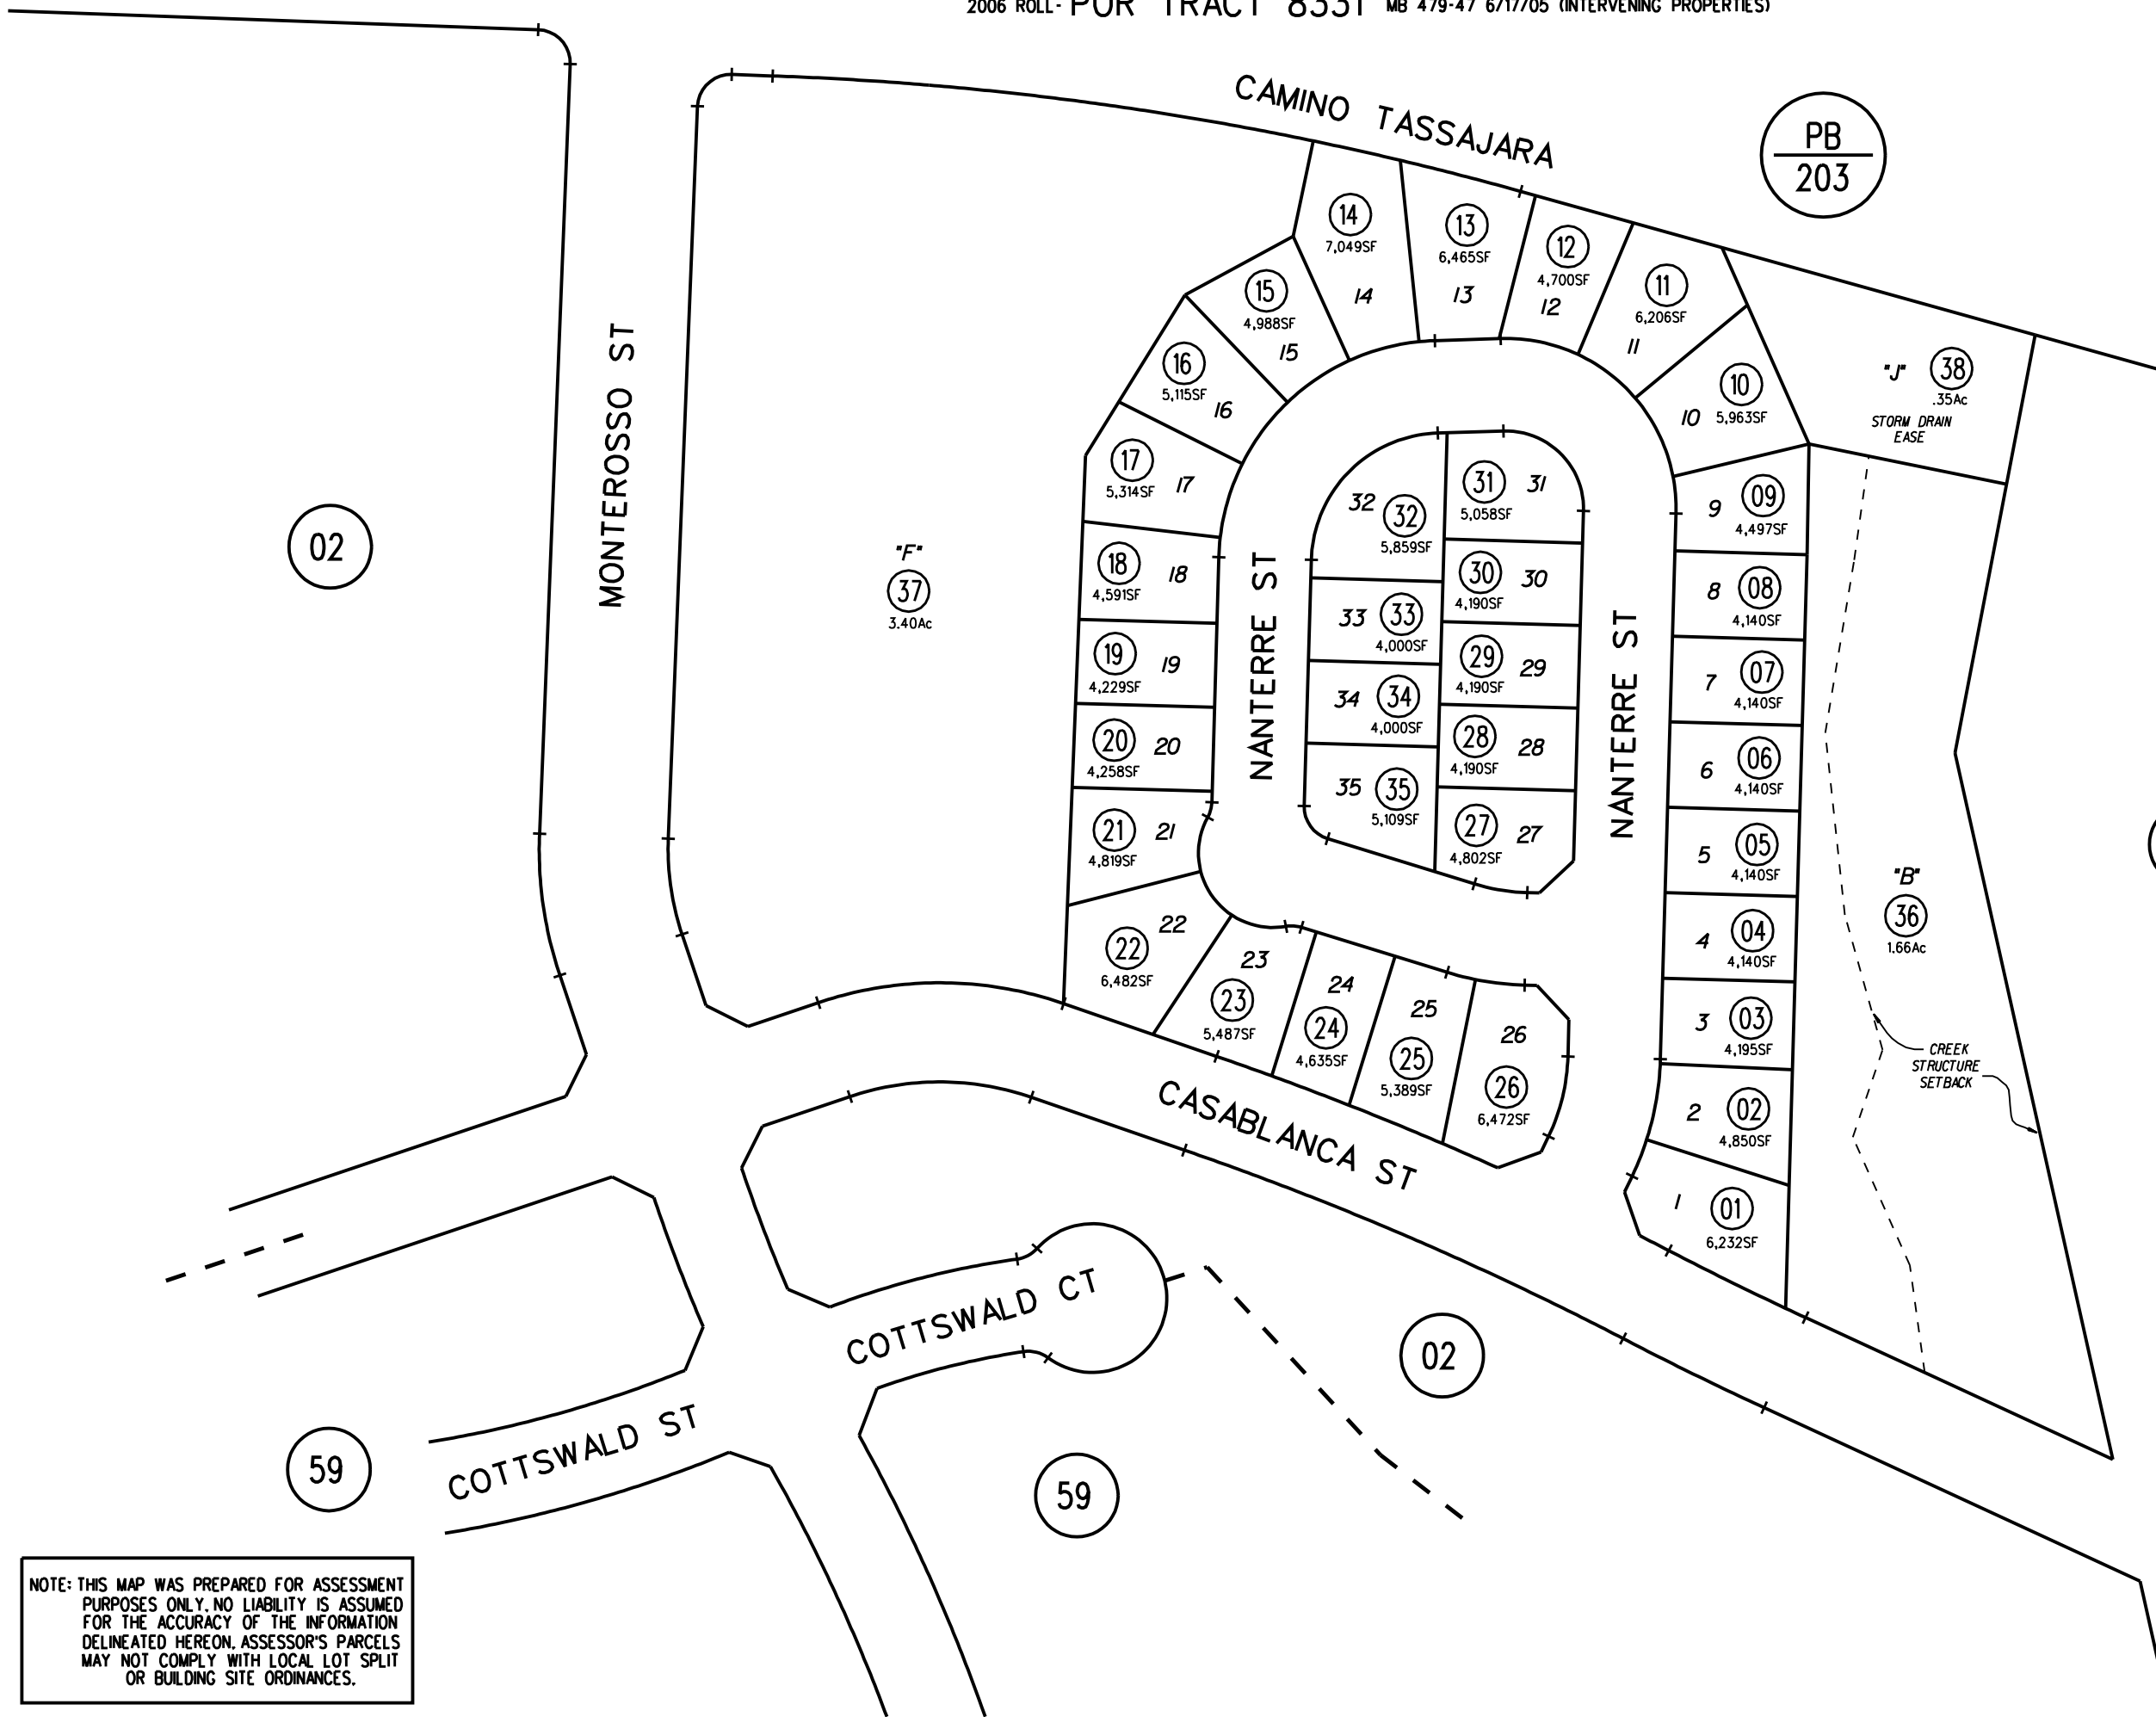 2006 ROLL- POR TRACT 8331 MB 479-47 6/17/05 (INTERVENING PROPERTIES)
CAMINO TASSAJARA
PB
203
MONTEROSSO ST
02
"F"
37
3.40Ac
14
7,049SF
14
13
6,465SF
13
12
4,700SF
12
11
6,206SF
11
10
10
5,963SF
"J"
38
.35Ac
STORM DRAIN
EASE
15
4,988SF
15
16
5,115SF
16
17
5,314SF
17
18
4,591SF
18
19
4,229SF
19
20
4,258SF
20
21
4,819SF
21
22
22
6,482SF
NANTERRE ST
32
32
5,859SF
33
33
4,000SF
34
34
4,000SF
35
35
5,109SF
31
31
5,058SF
30
30
4,190SF
29
29
4,190SF
28
28
4,190SF
27
27
4,802SF
NANTERRE ST
9
09
4,497SF
8
08
4,140SF
7
07
4,140SF
6
06
4,140SF
5
05
4,140SF
4
04
4,140SF
3
03
4,195SF
2
02
4,850SF
1
01
6,232SF
"B"
36
1.66Ac
CREEK
STRUCTURE
SETBACK
23
23
5,487SF
24
24
4,635SF
25
25
5,389SF
26
26
6,472SF
CASABLANCA ST
COTTSWALD CT
02
COTTSWALD ST
59
59
NOTE: THIS MAP WAS PREPARED FOR ASSESSMENT
PURPOSES ONLY. NO LIABILITY IS ASSUMED
FOR THE ACCURACY OF THE INFORMATION
DELINEATED HEREON. ASSESSOR'S PARCELS
MAY NOT COMPLY WITH LOCAL LOT SPLIT
OR BUILDING SITE ORDINANCES.